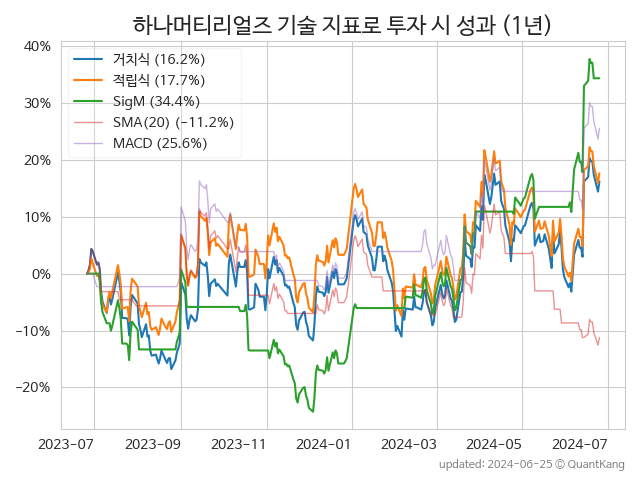 하나머티리얼즈 기술 지표로 투자 시 성과 (1년)
거치식 (16.2%)
적립식 (17.7%)
SigM (34.4%)
SMA(20) (−11.2%)
MACD (25.6%)
40%
30%
20%
10%
0%
−10%
−20%
2023-07 2023-09 2023-11 2024-01 2024-03 2024-05 2024-07
updated: 2024-06-25 ⓒ QuantKang